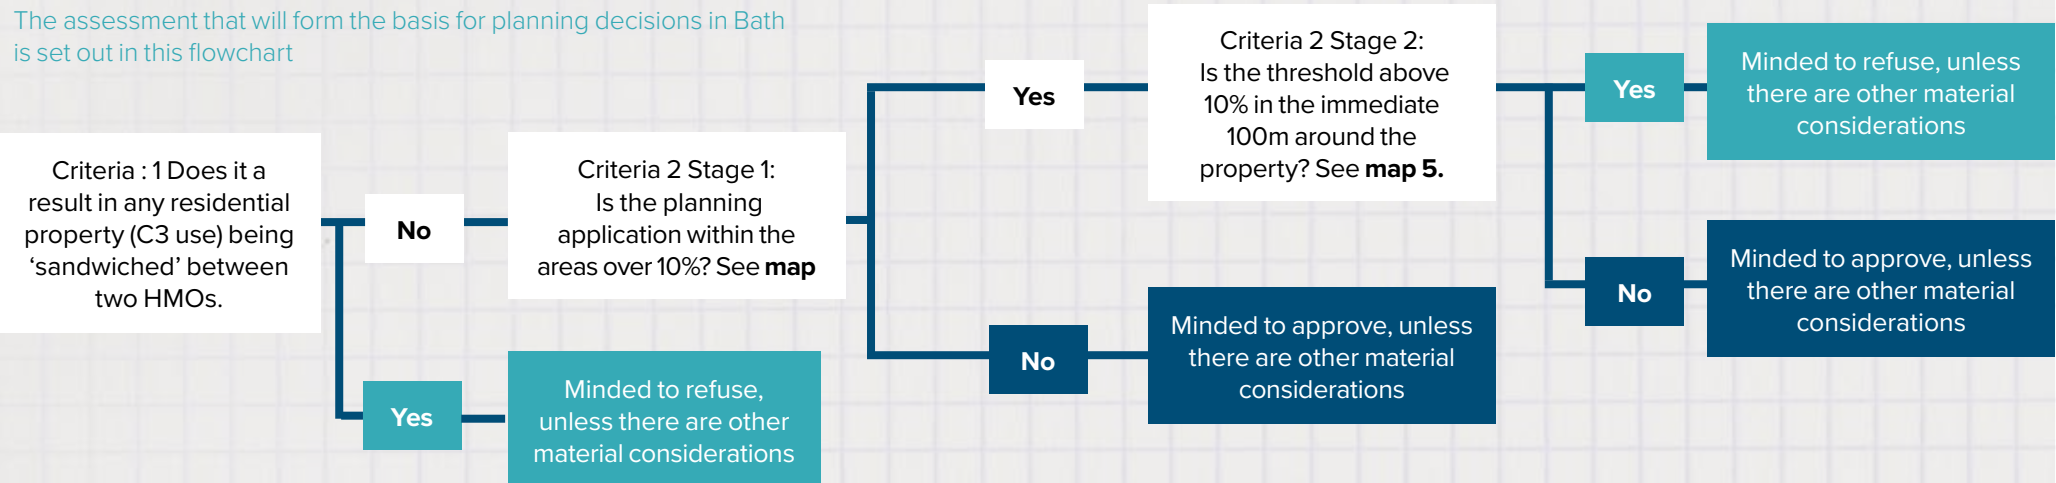 The assessment that will form the basis for planning decisions in Bath
is set out in this flowchart
Criteria : 1 Does it a
result in any residential
property (C3 use) being
‘sandwiched’ between
two HMOs.
No
Yes
Minded to refuse,
unless there are other
material considerations
Criteria 2 Stage 1:
Is the planning
application within the
areas over 10%? See map
Yes
No
Minded to approve, unless
there are other material
considerations
Criteria 2 Stage 2:
Is the threshold above
10% in the immediate
100m around the
property? See map 5.
Yes
Minded to refuse, unless
there are other material
considerations
No
Minded to approve, unless
there are other material
considerations